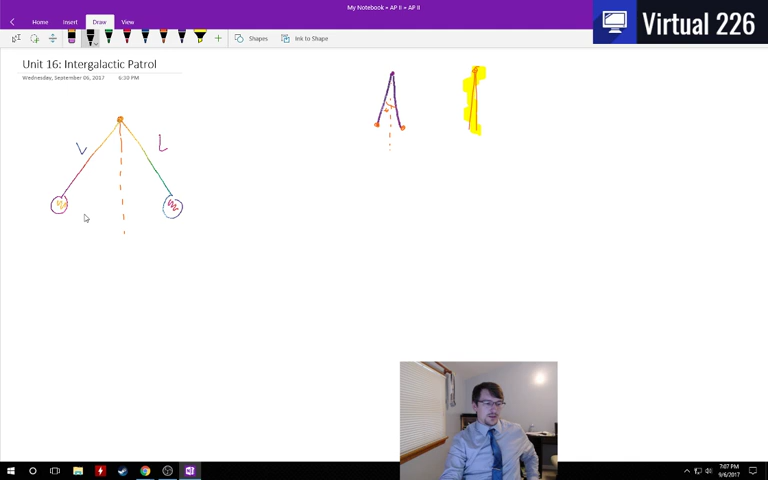 My Notebook » AP II » AP II
Virtual 226
Home Insert Draw View
Shapes Ink to Shape
Unit 16: Intergalactic Patrol
Wednesday, September 06, 2017 6:39 PM
L L
7:07 PM
9/6/2017